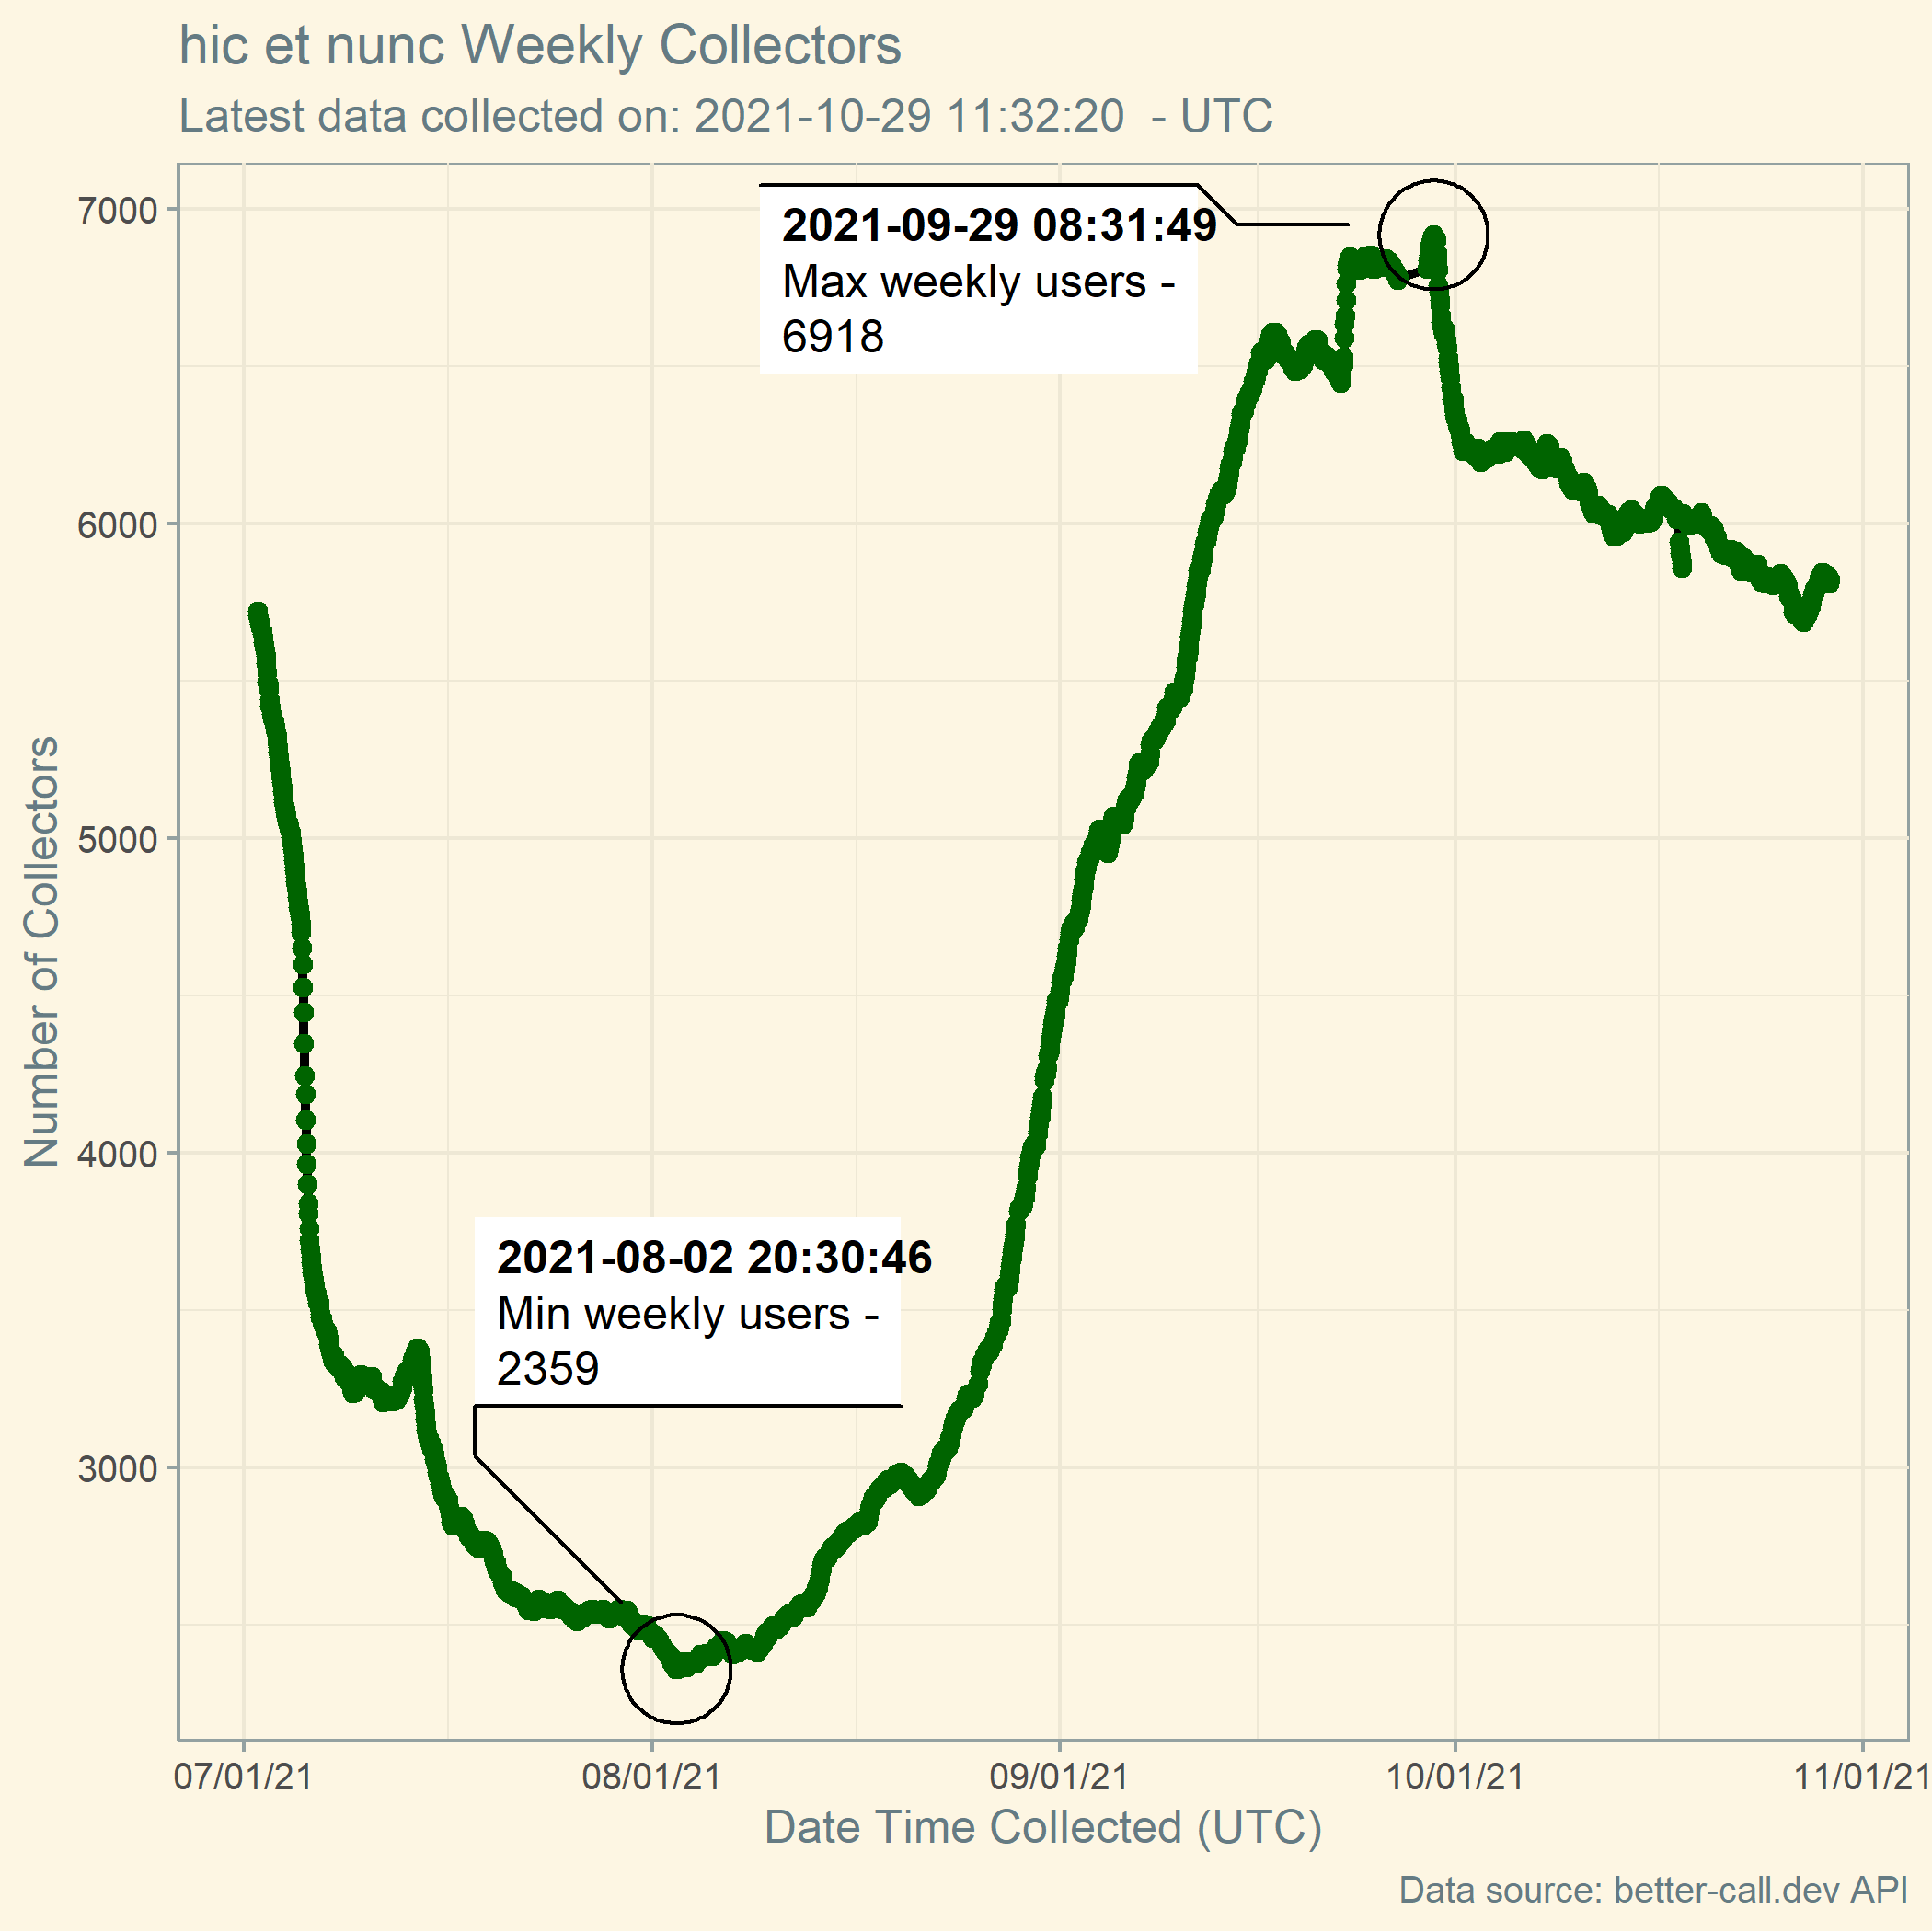 hic et nunc Weekly Collectors
Latest data collected on: 2021-10-29 11:32:20  - UTC
7000
6000
5000
4000
3000
Number of Collectors
2021-09-29 08:31:49
Max weekly users -
6918
2021-08-02 20:30:46
Min weekly users -
2359
07/01/21
08/01/21
09/01/21
10/01/21
11/01/21
Date Time Collected (UTC)
Data source: better-call.dev API